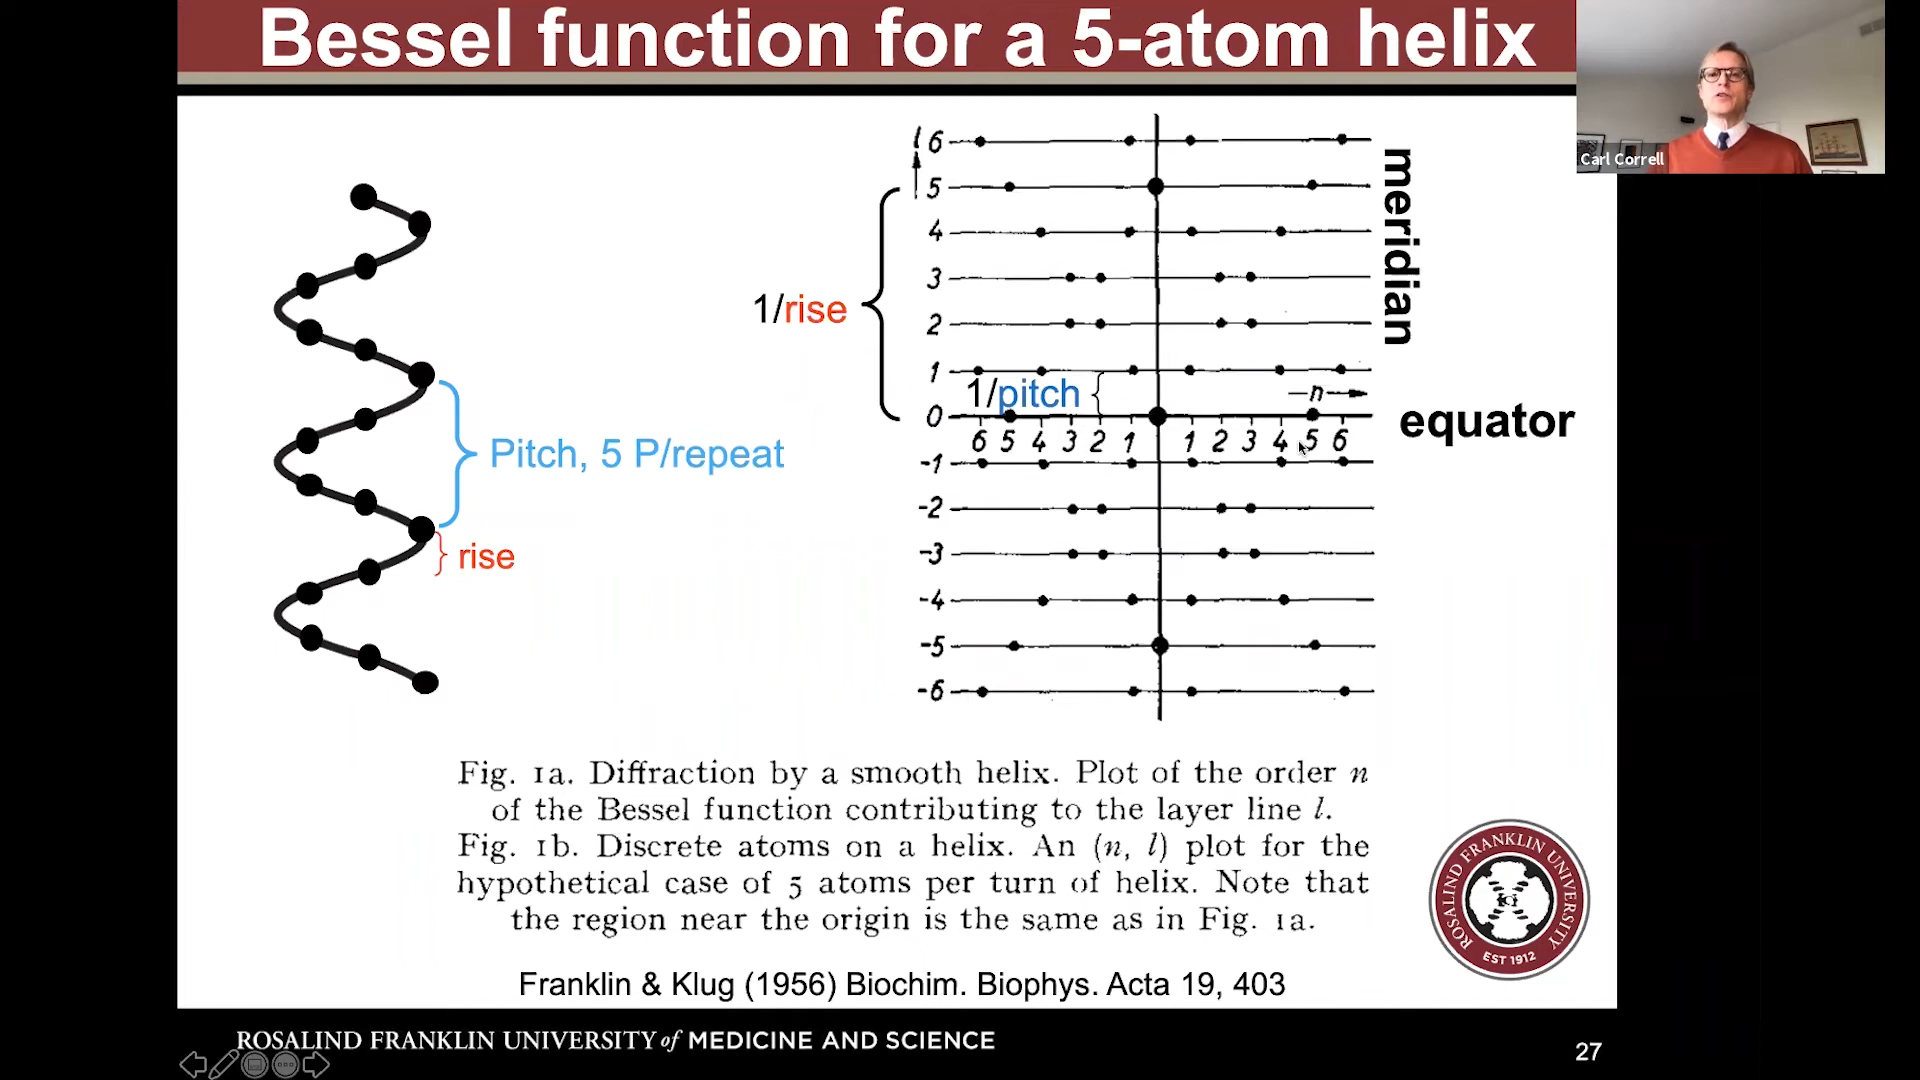 Bessel function for a 5-atom helix
Carl Correll
l 6
5
4
3
2
1
0
6 5 4 3 2 1 1 2 3 4 5 6
-1
-2
-3
-4
-5
-6
n
1/rise
1/pitch
meridian
equator
Pitch, 5 P/repeat
rise
Fig. 1a. Diffraction by a smooth helix. Plot of the order n
of the Bessel function contributing to the layer line l.
Fig. 1b. Discrete atoms on a helix. An (n, l) plot for the
hypothetical case of 5 atoms per turn of helix. Note that
the region near the origin is the same as in Fig. 1a.
Franklin & Klug (1956) Biochim. Biophys. Acta 19, 403
ROSALIND FRANKLIN UNIVERSITY
EST 1912
ROSALIND FRANKLIN UNIVERSITY of MEDICINE AND SCIENCE
27